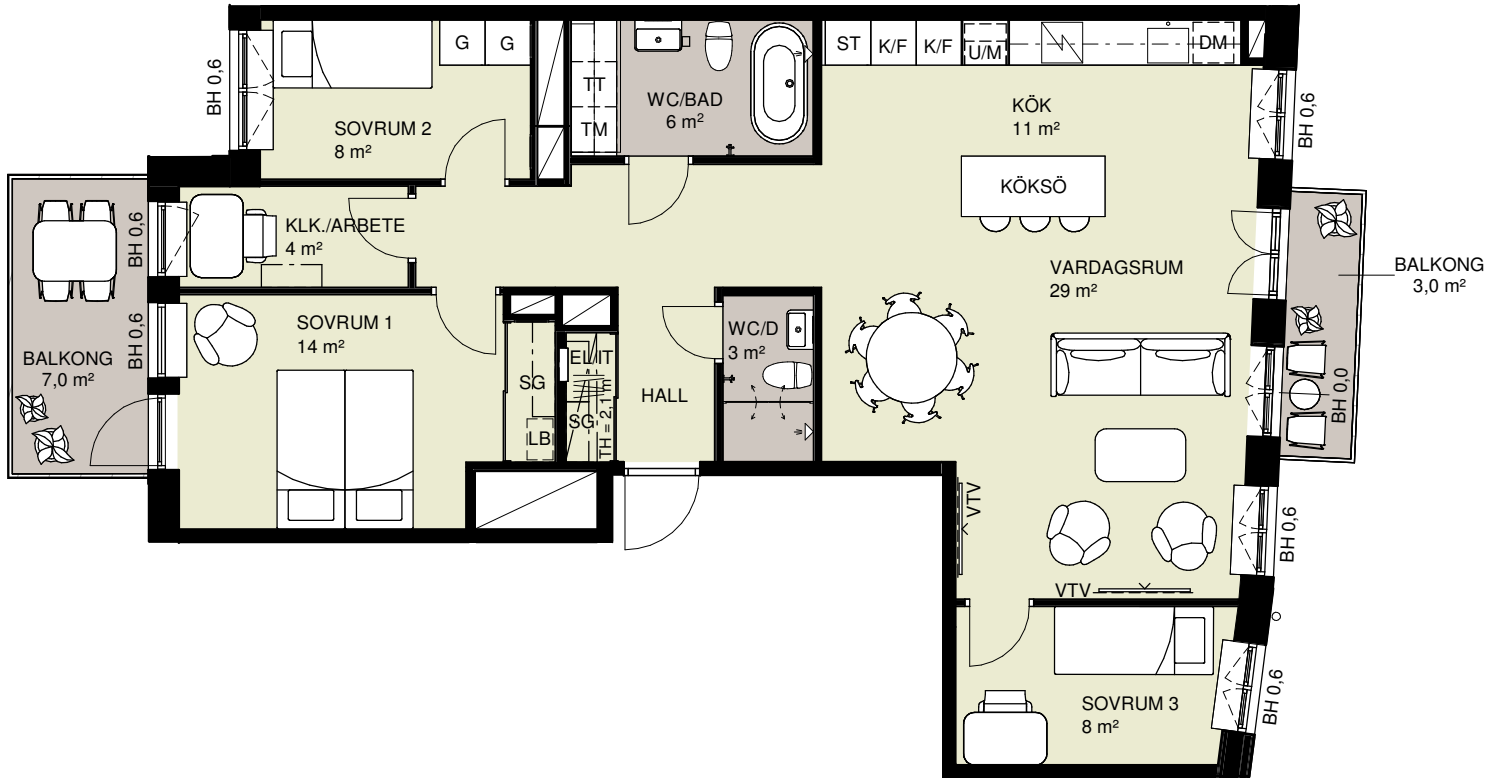 G
G
ST
K/F
K/F
U/M
DM
BH 0,6
TT
TM
WC/BAD
6 m²
KÖK
11 m²
BH 0,6
SOVRUM 2
8 m²
KÖKSÖ
BH 0,6
KLK./ARBETE
4 m²
VARDAGSRUM
29 m²
BALKONG
3,0 m²
BH 0,6
SOVRUM 1
14 m²
WC/D
3 m²
BALKONG
7,0 m²
EL/IT
SG
SG
LB
TH = 2,1 m
HALL
BH 0,0
VTV
BH 0,6
VTV
SOVRUM 3
8 m²
BH 0,6